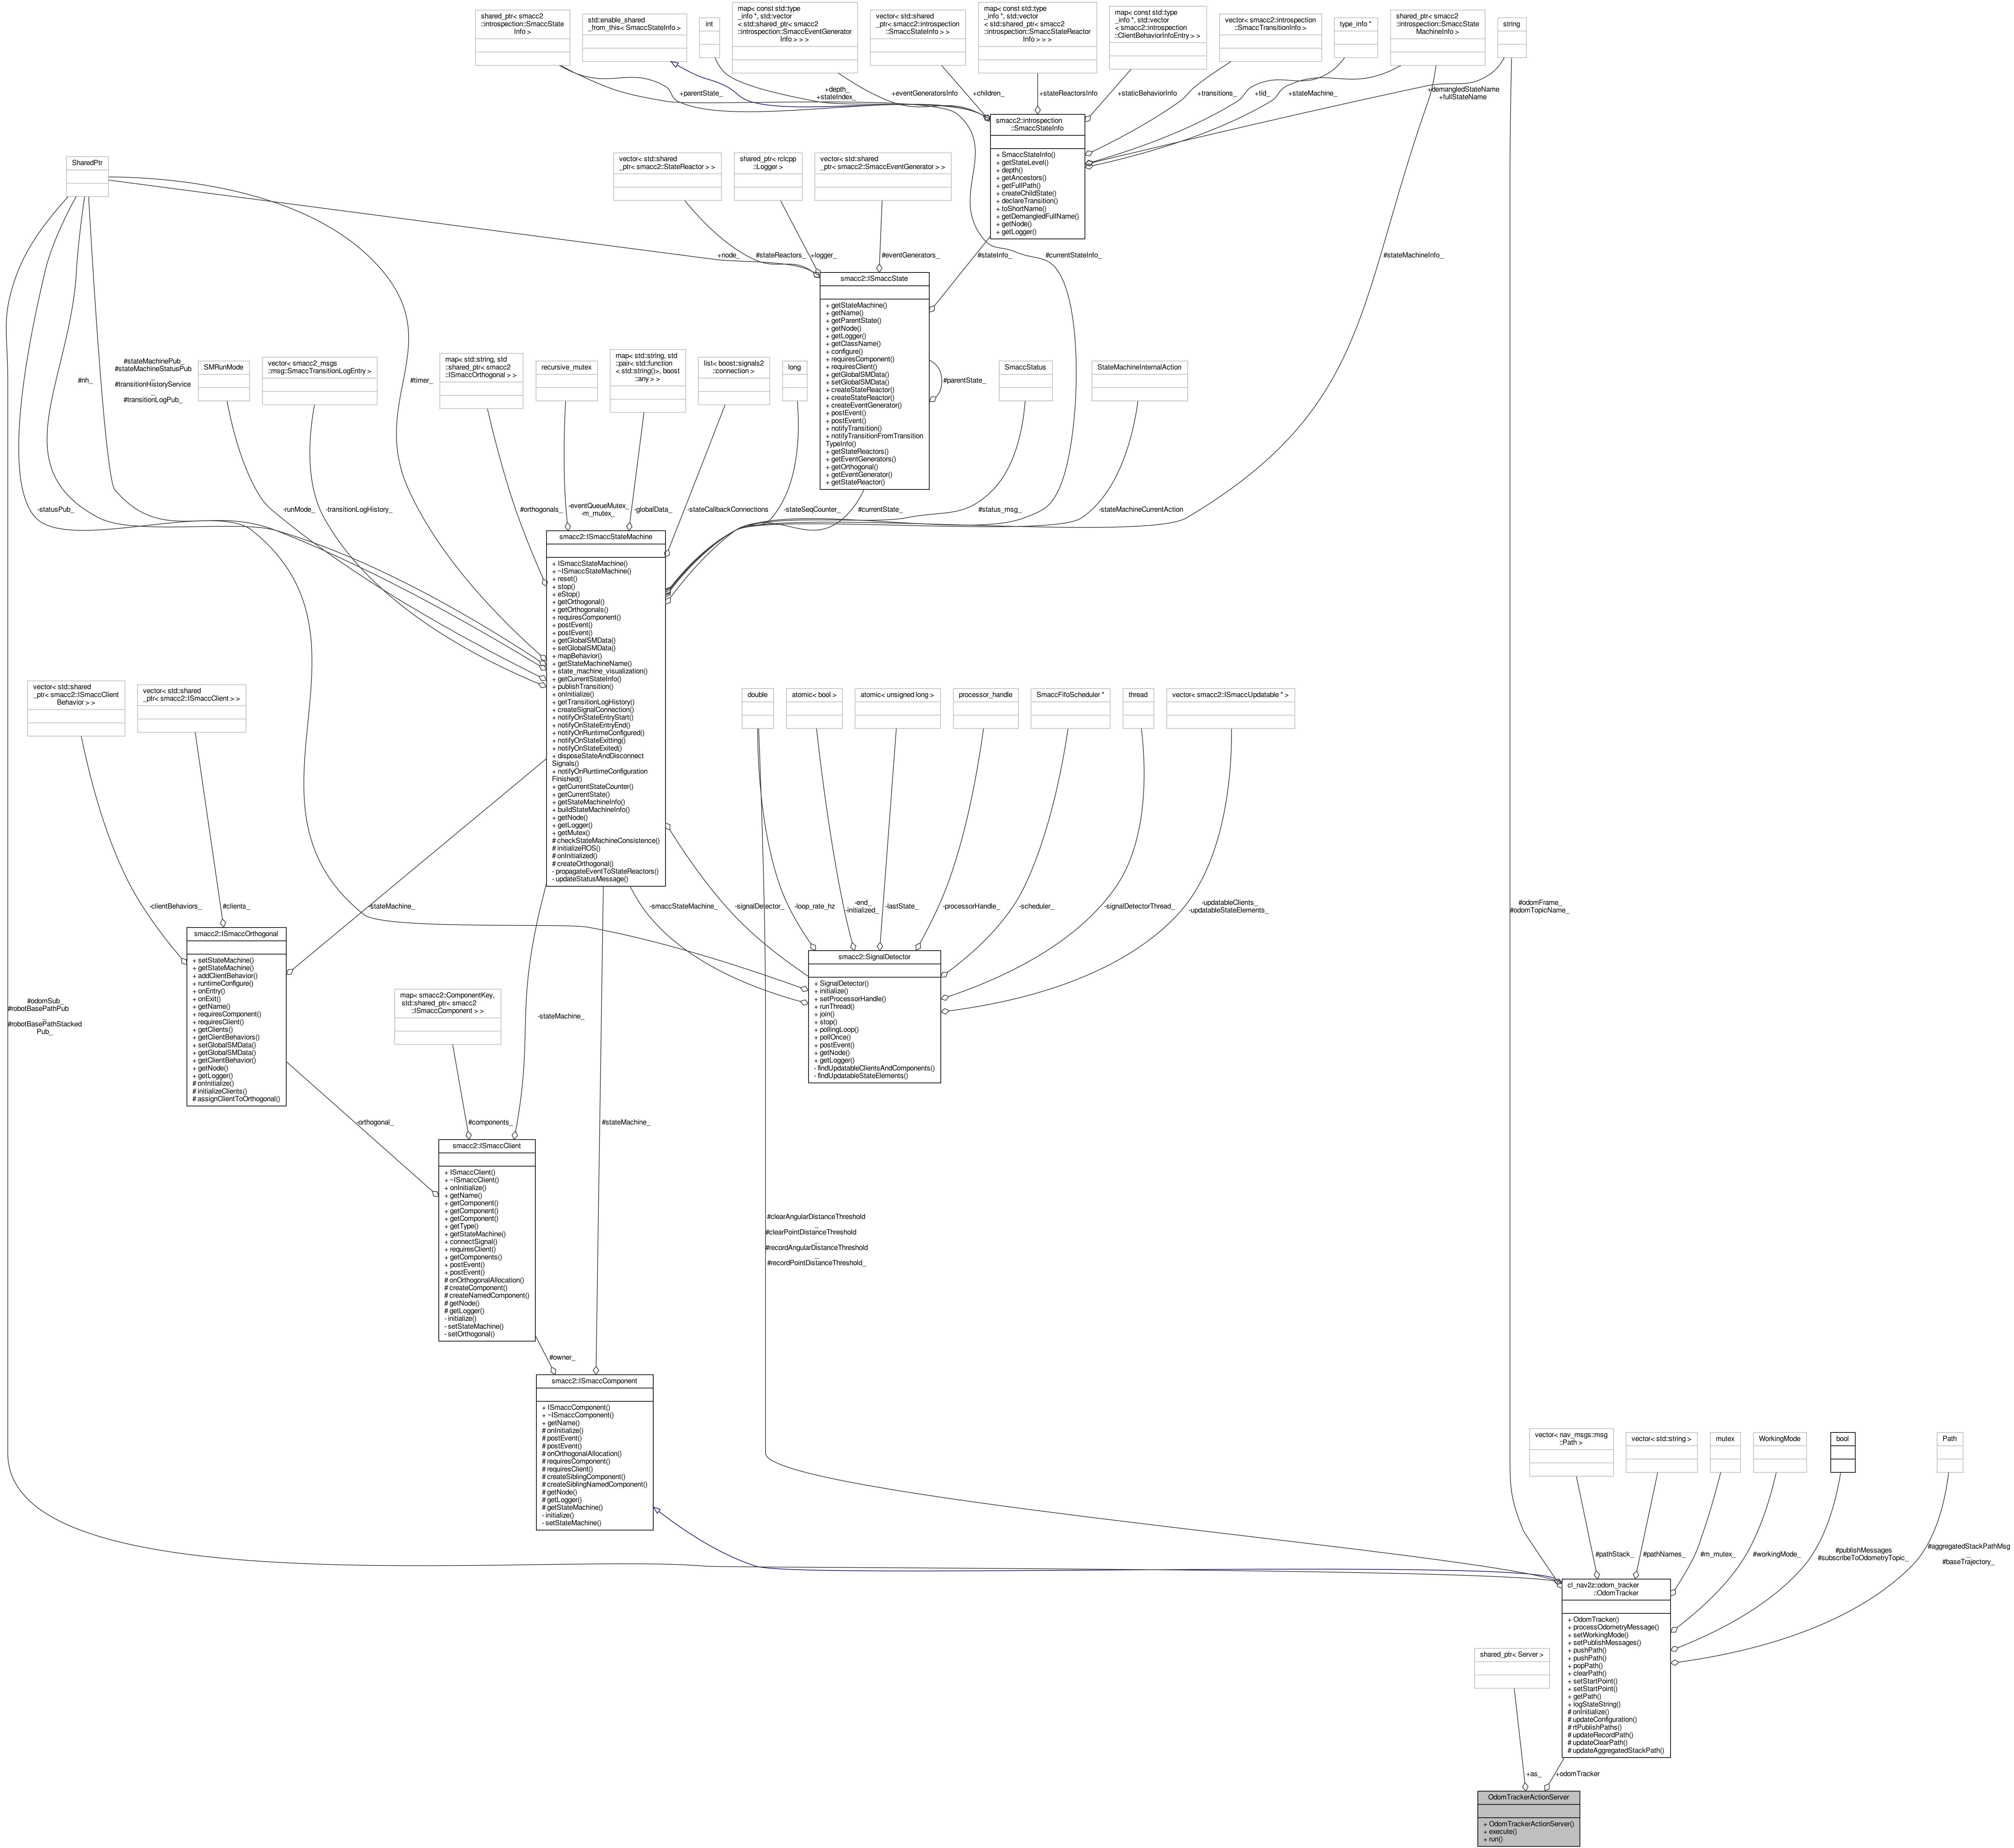 shared_ptr< smacc2
::introspection::SmaccState
Info >
std::enable_shared
_from_this< SmaccStateInfo >
int
map< const std::type
_info *, std::vector
< std::shared_ptr< smacc2
::introspection::SmaccEventGenerator
Info > > >
vector< std::shared
_ptr< smacc2::introspection
::SmaccStateInfo > >
map< const std::type
_info *, std::vector
< std::shared_ptr< smacc2
::introspection::SmaccStateReactor
Info > > >
map< const std::type
_info *, std::vector
< smacc2::introspection
::ClientBehaviorInfoEntry > >
vector< smacc2::introspection
::SmaccTransitionInfo >
type_info *
shared_ptr< smacc2
::introspection::SmaccState
MachineInfo >
string
+parentState_
+depth_
+stateIndex_
+eventGeneratorsInfo
+children_
+stateReactorsInfo
+staticBehaviorInfo
+transitions_
+tid_
+stateMachine_
+demangledStateName
+fullStateName
smacc2::introspection
::SmaccStateInfo
+ SmaccStateInfo()
+ getStateLevel()
+ depth()
+ getAncestors()
+ getFullPath()
+ createChildState()
+ declareTransition()
+ toShortName()
+ getDemangledFullName()
+ getNode()
+ getLogger()
SharedPtr
vector< std::shared
_ptr< smacc2::StateReactor > >
shared_ptr< rclcpp
::Logger >
vector< std::shared
_ptr< smacc2::SmaccEventGenerator > >
+node_
#stateReactors_
+logger_
#eventGenerators_
#stateInfo_
#currentStateInfo_
#stateMachineInfo_
smacc2::ISmaccState
+ getStateMachine()
+ getName()
+ getParentState()
+ getNode()
+ getLogger()
+ getClassName()
+ configure()
+ requiresComponent()
+ requiresClient()
+ getGlobalSMData()
+ setGlobalSMData()
+ createStateReactor()
+ createStateReactor()
+ createEventGenerator()
+ postEvent()
+ postEvent()
+ notifyTransition()
+ notifyTransitionFromTransition
TypeInfo()
+ getStateReactors()
+ getEventGenerators()
+ getOrthogonal()
+ getEventGenerator()
+ getStateReactor()
#parentState_
#nh_
#stateMachinePub_
#stateMachineStatusPub
_
#transitionHistoryService
_
#transitionLogPub_
SMRunMode
vector< smacc2_msgs
::msg::SmaccTransitionLogEntry >
#timer_
map< std::string, std
::shared_ptr< smacc2
::ISmaccOrthogonal > >
recursive_mutex
map< std::string, std
::pair< std::function
< std::string()>, boost
::any > >
list< boost::signals2
::connection >
long
SmaccStatus
StateMachineInternalAction
-statusPub_
-runMode_
-transitionLogHistory_
#orthogonals_
-eventQueueMutex_
-m_mutex_
-globalData_
-stateCallbackConnections
-stateSeqCounter_
#currentState_
#status_msg_
-stateMachineCurrentAction
smacc2::ISmaccStateMachine
+ ISmaccStateMachine()
+ ~ISmaccStateMachine()
+ reset()
+ stop()
+ eStop()
+ getOrthogonal()
+ getOrthogonals()
+ requiresComponent()
+ postEvent()
+ postEvent()
+ getGlobalSMData()
+ setGlobalSMData()
+ mapBehavior()
+ getStateMachineName()
+ state_machine_visualization()
+ getCurrentStateInfo()
+ publishTransition()
+ onInitialize()
+ getTransitionLogHistory()
+ createSignalConnection()
+ notifyOnStateEntryStart()
+ notifyOnStateEntryEnd()
+ notifyOnRuntimeConfigured()
+ notifyOnStateExitting()
+ notifyOnStateExited()
+ disposeStateAndDisconnect
Signals()
+ notifyOnRuntimeConfiguration
Finished()
+ getCurrentStateCounter()
+ getCurrentState()
+ getStateMachineInfo()
+ buildStateMachineInfo()
+ getNode()
+ getLogger()
+ getMutex()
# checkStateMachineConsistence()
# initializeROS()
# onInitialized()
# createOrthogonal()
- propagateEventToStateReactors()
- updateStatusMessage()
vector< std::shared
_ptr< smacc2::ISmaccClient
Behavior > >
vector< std::shared
_ptr< smacc2::ISmaccClient > >
double
atomic< bool >
atomic< unsigned long >
processor_handle
SmaccFifoScheduler *
thread
vector< smacc2::ISmaccUpdatable * >
-clientBehaviors_
#clients_
-stateMachine_
-smaccStateMachine_
-signalDetector_
-loop_rate_hz
-end_
-initialized_
-lastState_
-processorHandle_
-scheduler_
-signalDetectorThread_
-updatableClients_
-updatableStateElements_
#odomFrame_
#odomTopicName_
smacc2::ISmaccOrthogonal
+ setStateMachine()
+ getStateMachine()
+ addClientBehavior()
+ runtimeConfigure()
+ onEntry()
+ onExit()
+ getName()
+ requiresComponent()
+ requiresClient()
+ getClients()
+ getClientBehaviors()
+ setGlobalSMData()
+ getGlobalSMData()
+ getClientBehavior()
+ getNode()
+ getLogger()
# onInitialize()
# initializeClients()
# assignClientToOrthogonal()
smacc2::SignalDetector
+ SignalDetector()
+ initialize()
+ setProcessorHandle()
+ runThread()
+ join()
+ stop()
+ pollingLoop()
+ pollOnce()
+ postEvent()
+ getNode()
+ getLogger()
- findUpdatableClientsAndComponents()
- findUpdatableStateElements()
#odomSub_
#robotBasePathPub
_
#robotBasePathStacked
Pub_
map< smacc2::ComponentKey,
std::shared_ptr< smacc2
::ISmaccComponent > >
-stateMachine_
-orthogonal_
#components_
#stateMachine_
smacc2::ISmaccClient
+ ISmaccClient()
+ ~ISmaccClient()
+ onInitialize()
+ getName()
+ getComponent()
+ getComponent()
+ getComponent()
+ getType()
+ getStateMachine()
+ connectSignal()
+ requiresClient()
+ getComponents()
+ postEvent()
+ postEvent()
# onOrthogonalAllocation()
# createComponent()
# createNamedComponent()
# getNode()
# getLogger()
- initialize()
- setStateMachine()
- setOrthogonal()
#clearAngularDistanceThreshold
_
#clearPointDistanceThreshold
_
#recordAngularDistanceThreshold
_
#recordPointDistanceThreshold_
#owner_
smacc2::ISmaccComponent
+ ISmaccComponent()
+ ~ISmaccComponent()
+ getName()
# onInitialize()
# postEvent()
# postEvent()
# onOrthogonalAllocation()
# requiresComponent()
# requiresClient()
# createSiblingComponent()
# createSiblingNamedComponent()
# getNode()
# getLogger()
# getStateMachine()
- initialize()
- setStateMachine()
vector< nav_msgs::msg
::Path >
vector< std::string >
mutex
WorkingMode
bool
Path
#pathStack_
#pathNames_
#m_mutex_
#workingMode_
#publishMessages
#subscribeToOdometryTopic_
#aggregatedStackPathMsg
_
#baseTrajectory_
cl_nav2z::odom_tracker
::OdomTracker
+ OdomTracker()
+ processOdometryMessage()
+ setWorkingMode()
+ setPublishMessages()
+ pushPath()
+ pushPath()
+ popPath()
+ clearPath()
+ setStartPoint()
+ setStartPoint()
+ getPath()
+ logStateString()
# onInitialize()
# updateConfiguration()
# rtPublishPaths()
# updateRecordPath()
# updateClearPath()
# updateAggregatedStackPath()
shared_ptr< Server >
+as_
+odomTracker
OdomTrackerActionServer
+ OdomTrackerActionServer()
+ execute()
+ run()